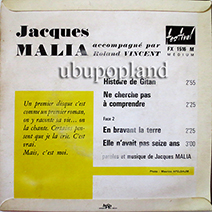 Jacques
MALIA
accompagné par
Roland VINCENT
Festival
FX 1516 M
MEDIUM
ubupopland
Histoire de Gitan 2'55
Ne cherche pas
à comprendre 2'25
Face 2
En bravant la terre 2'25
Elle n'avait pas seize ans 2'00
paroles et musique de Jacques MALIA
Un premier disque c'est
comme un premier roman,
on y raconte sa vie... on
la chante. Certains pen-
sent que je la crie. C'est
vrai.
Mais, c'est moi.